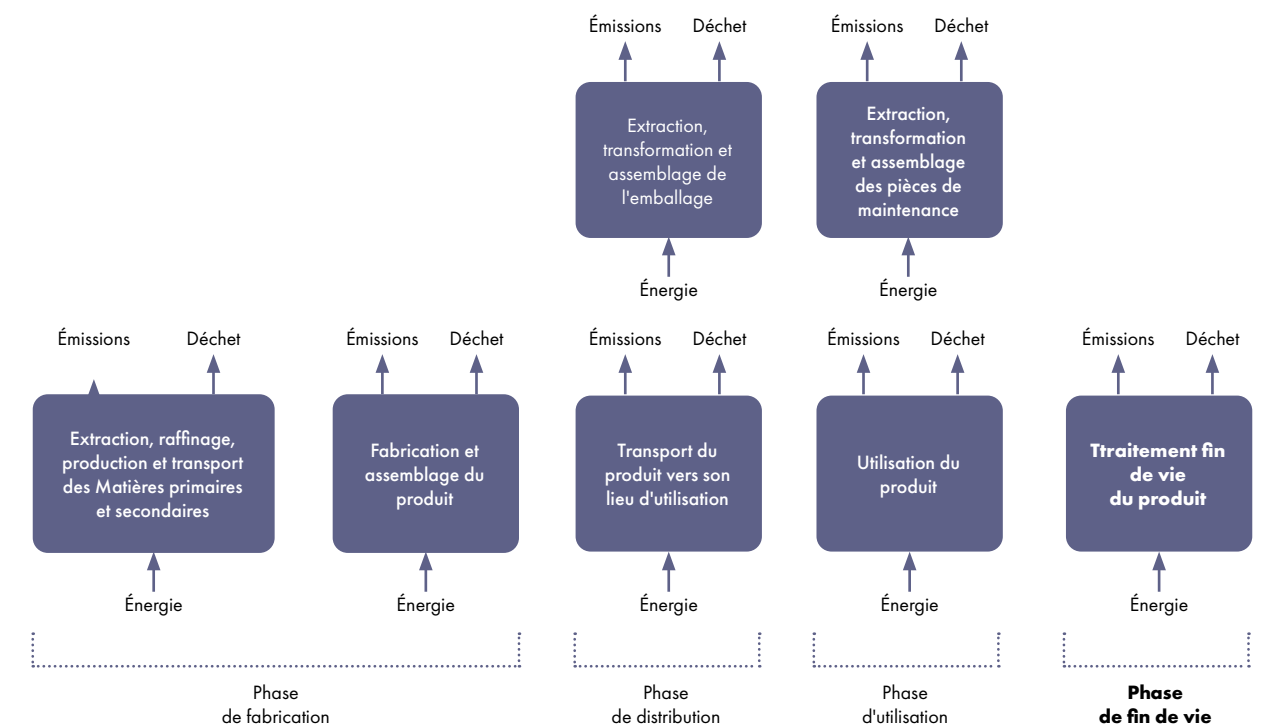 Émissions Déchet Émissions Déchet
Extraction,
transformation et
assemblage de
l'emballage
Extraction,
transformation
et assemblage
des pièces de
maintenance
Énergie Énergie
Émissions Déchet Émissions Déchet Émissions Déchet Émissions Déchet Émissions Déchet
Extraction, raffinage,
production et transport
des Matières primaires
et secondaires
Fabrication et
assemblage du
produit
Transport du
produit vers son
lieu d'utilisation
Utilisation du
produit
Ttraitement fin
de vie
du produit
Énergie Énergie Énergie Énergie Énergie
Phase
de fabrication
Phase
de distribution
Phase
d'utilisation
Phase
de fin de vie